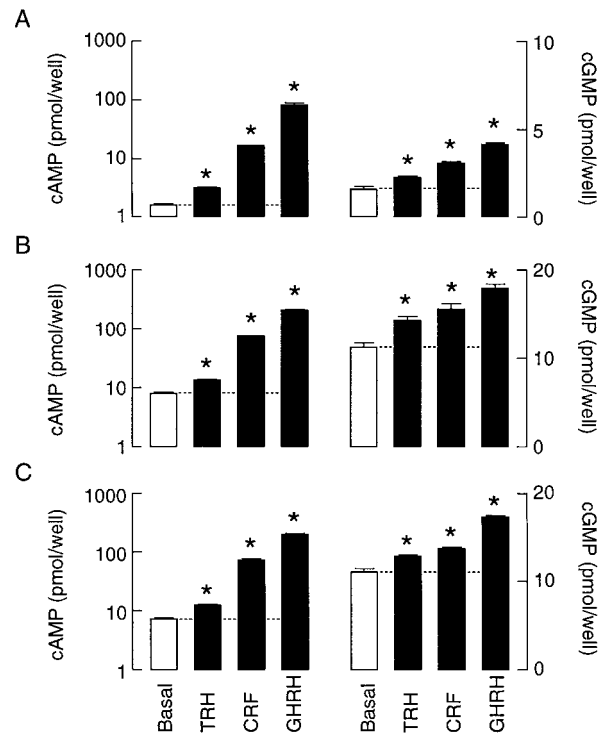 A
cAMP (pmol/well)
1000
100
10
1
*
*
*
*
*
*
10
5
0
cGMP (pmol/well)
B
cAMP (pmol/well)
1000
100
10
1
*
*
*
*
*
*
20
10
0
cGMP (pmol/well)
C
cAMP (pmol/well)
1000
100
10
1
*
*
*
*
*
*
20
10
0
cGMP (pmol/well)
Basal
TRH
CRF
GHRH
Basal
TRH
CRF
GHRH